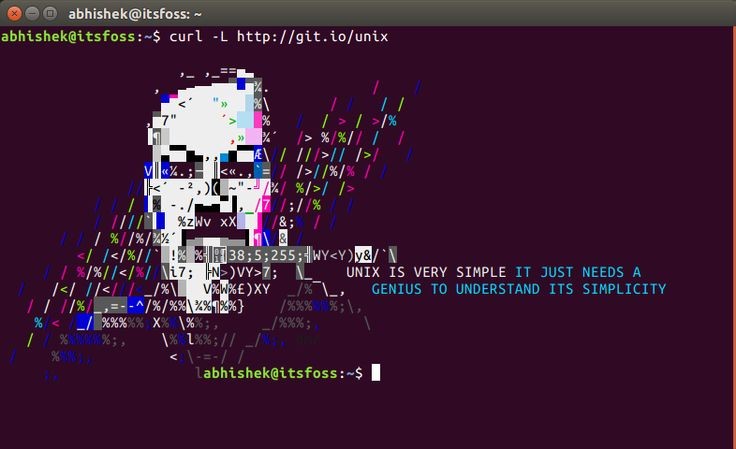 abhishek@itsfoss: ~
abhishek@itsfoss:~$ curl -L http://git.io/unix
UNIX IS VERY SIMPLE IT JUST NEEDS A
GENIUS TO UNDERSTAND ITS SIMPLICITY
abhishek@itsfoss:~$